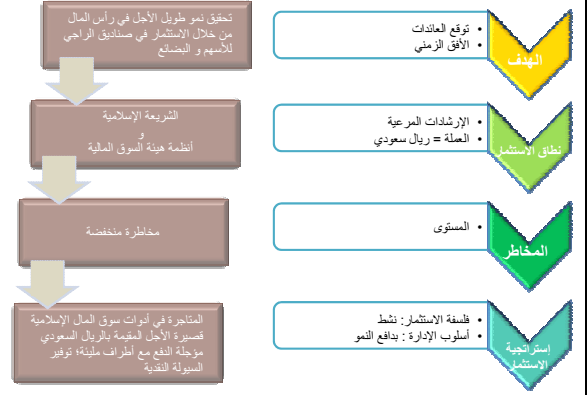 الهدف
توقع العائدات
الأفق الزمني
تحقيق نمو طويل الأجل في رأس المال
من خلال الاستثمار في صناديق الراجي
للأسهم و البضائع
نطاق الاستثمار
الإرشادات المرعية
العملة = ريال سعودي
الشريعة الإسلامية
و
أنظمة هيئة السوق المالية
المخاطر
المستوى
مخاطرة منخفضة
إستراتيجية
الاستثمار
فلسفة الاستثمار: نشط
أسلوب الإدارة : بدافع النمو
المتاجرة في أدوات سوق المال الإسلامية
قصيرة الأجل المقيمة بالريال السعودي
مؤجلة الدفع مع أطراف مليئة؛ توفير
السيولة النقدية